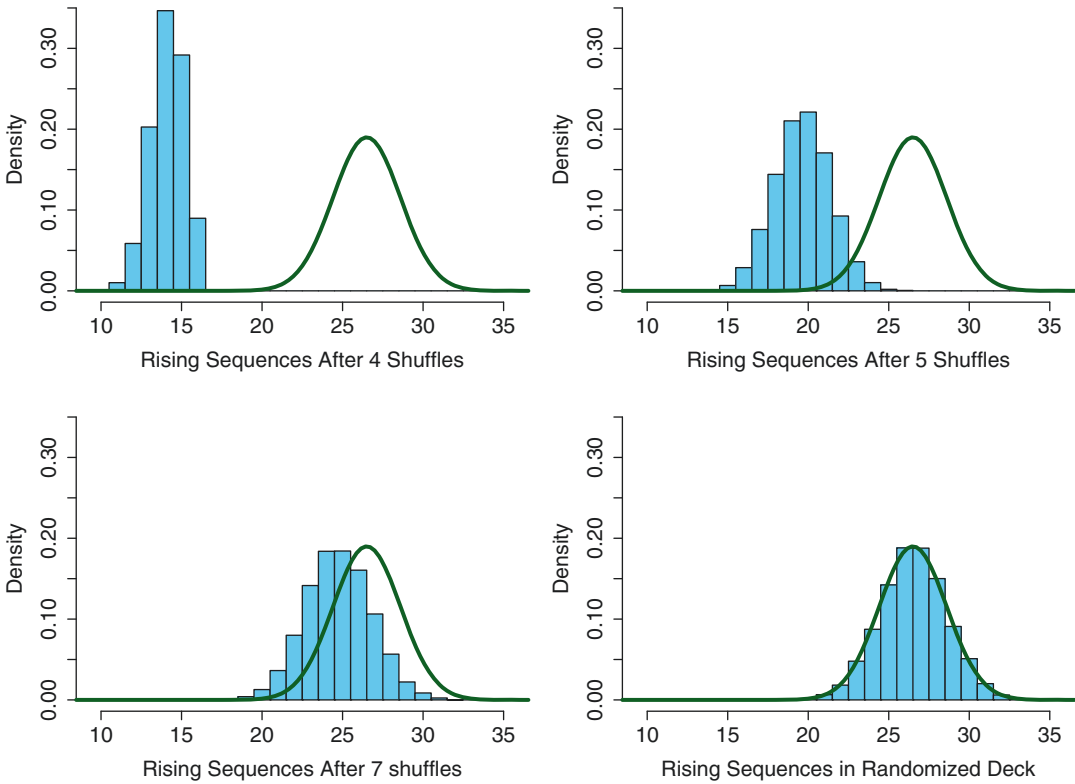 0.30
0.20
0.10
0.00
Density
10 15 20 25 30 35
Rising Sequences After 4 Shuffles
0.30
0.20
0.10
0.00
Density
10 15 20 25 30 35
Rising Sequences After 5 Shuffles
0.30
0.20
0.10
0.00
Density
10 15 20 25 30 35
Rising Sequences After 7 shuffles
0.30
0.20
0.10
0.00
Density
10 15 20 25 30 35
Rising Sequences in Randomized Deck